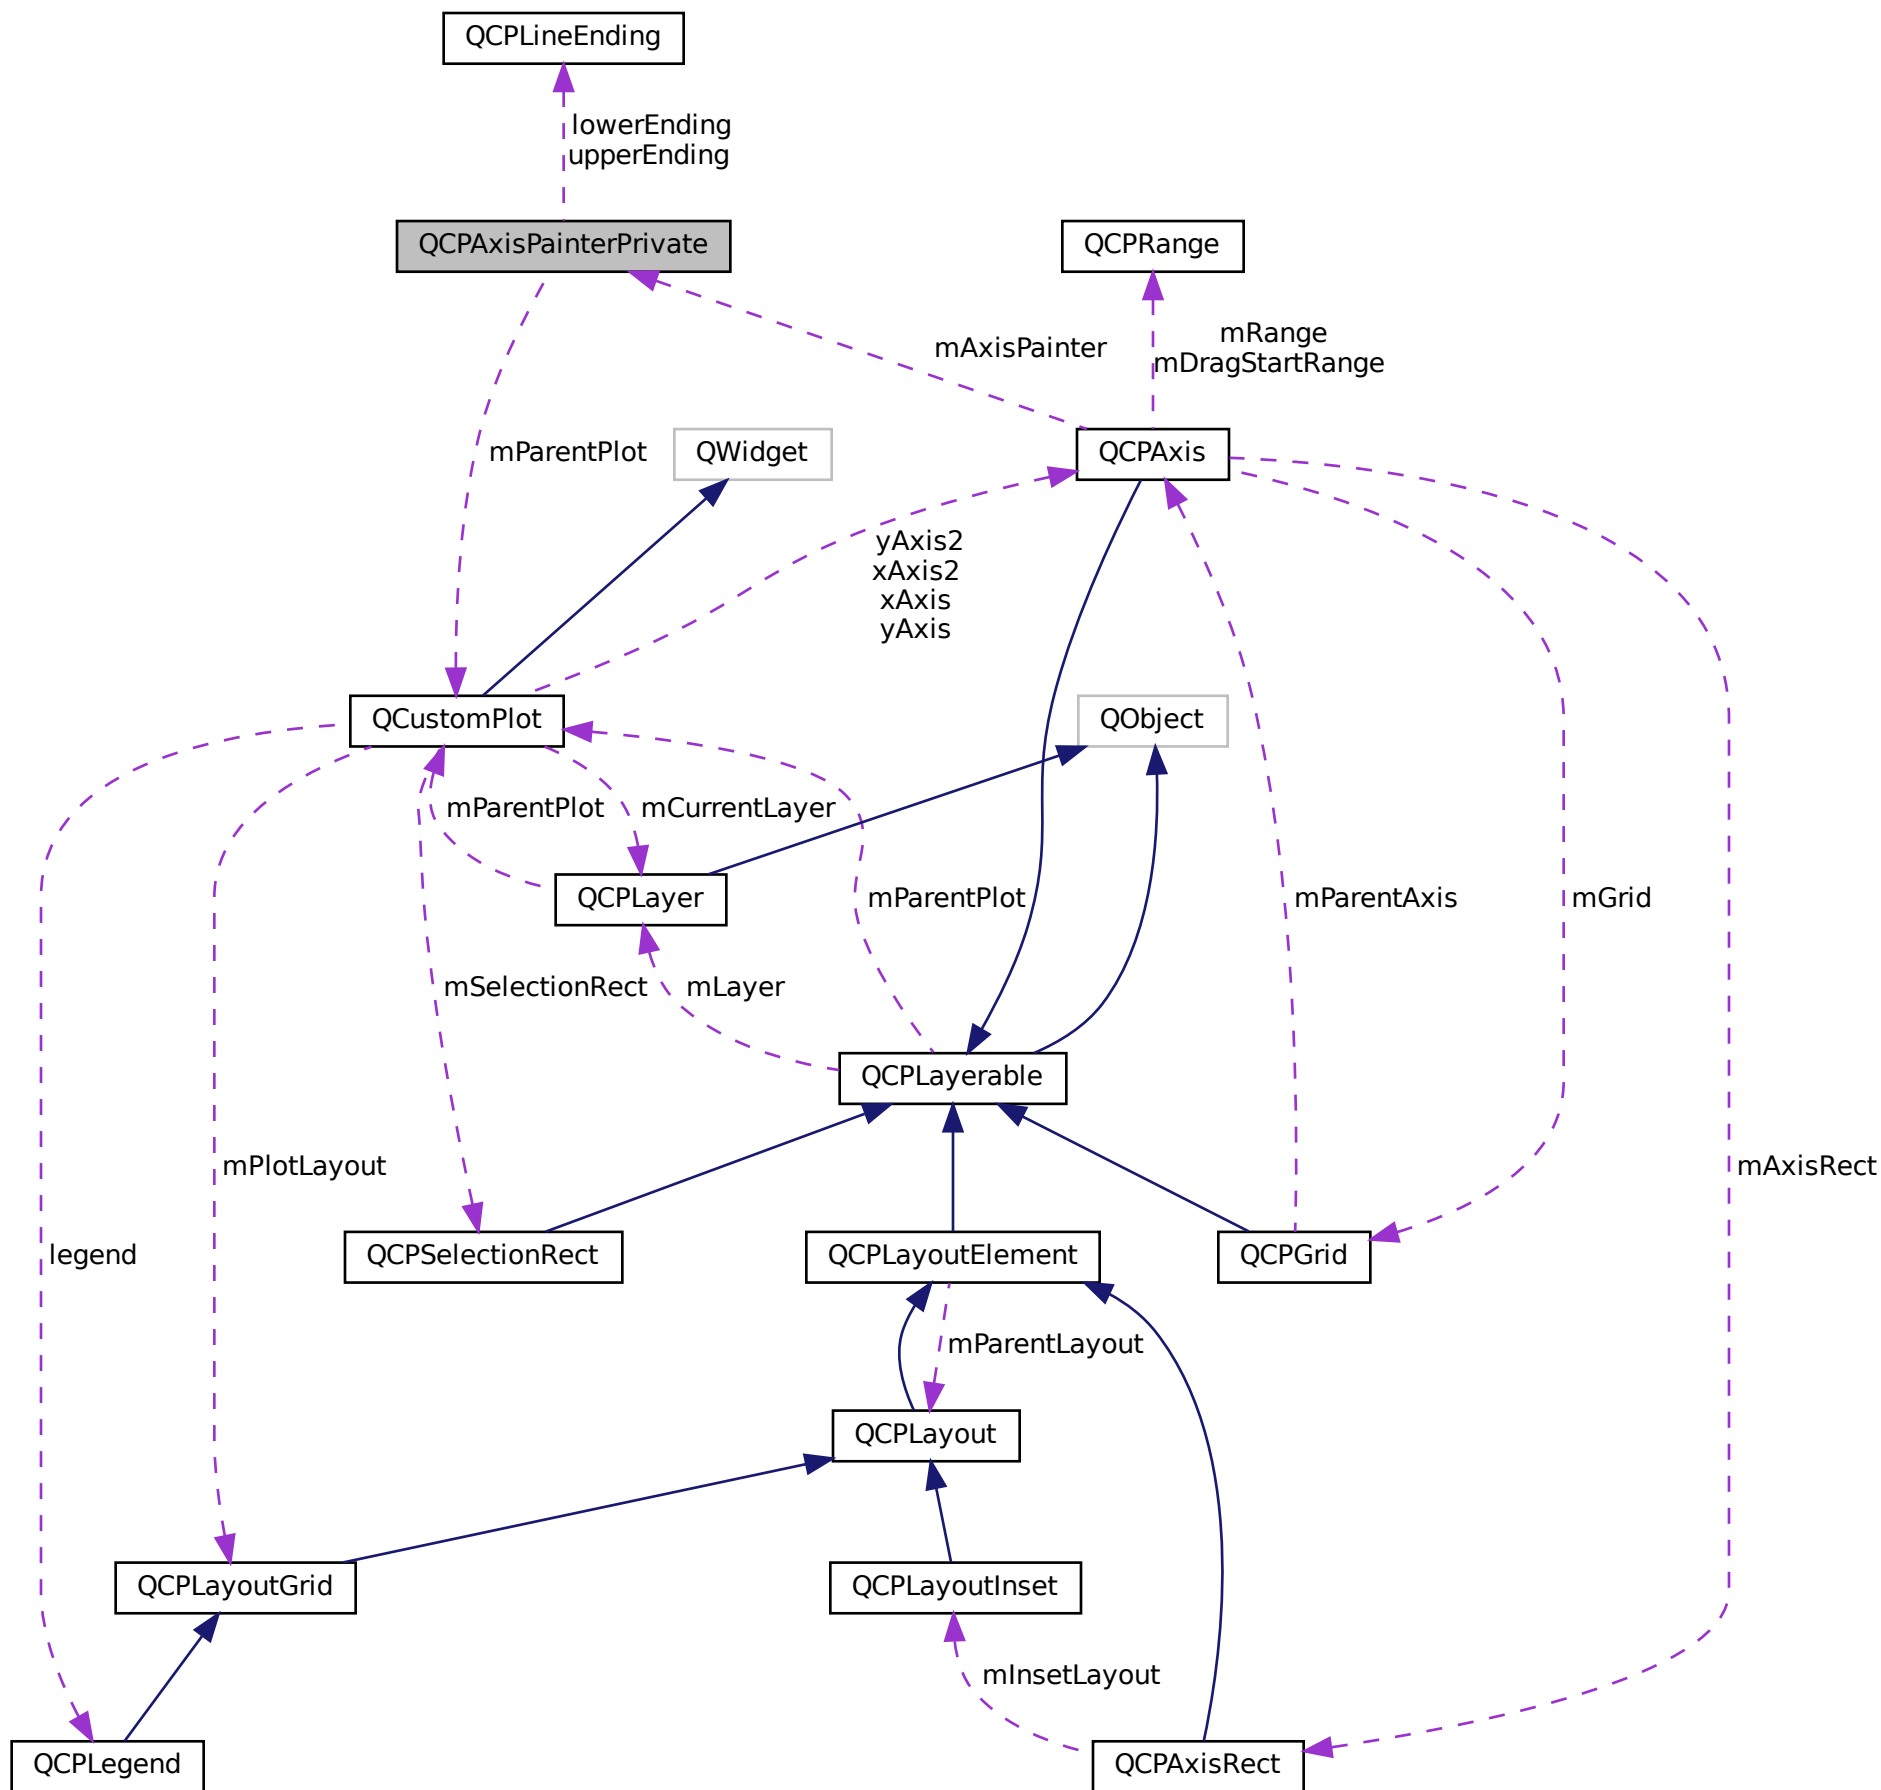 QCPLineEnding
lowerEnding
upperEnding
QCPAxisPainterPrivate
QCPRange
mAxisPainter
mRange
mDragStartRange
mParentPlot
QWidget
QCPAxis
yAxis2
xAxis2
xAxis
yAxis
QCustomPlot
QObject
mParentPlot
mCurrentLayer
QCPLayer
mParentPlot
mParentAxis
mGrid
mSelectionRect
mLayer
QCPLayerable
mPlotLayout
mAxisRect
legend
QCPSelectionRect
QCPLayoutElement
QCPGrid
mParentLayout
QCPLayout
QCPLayoutGrid
QCPLayoutInset
mInsetLayout
QCPLegend
QCPAxisRect